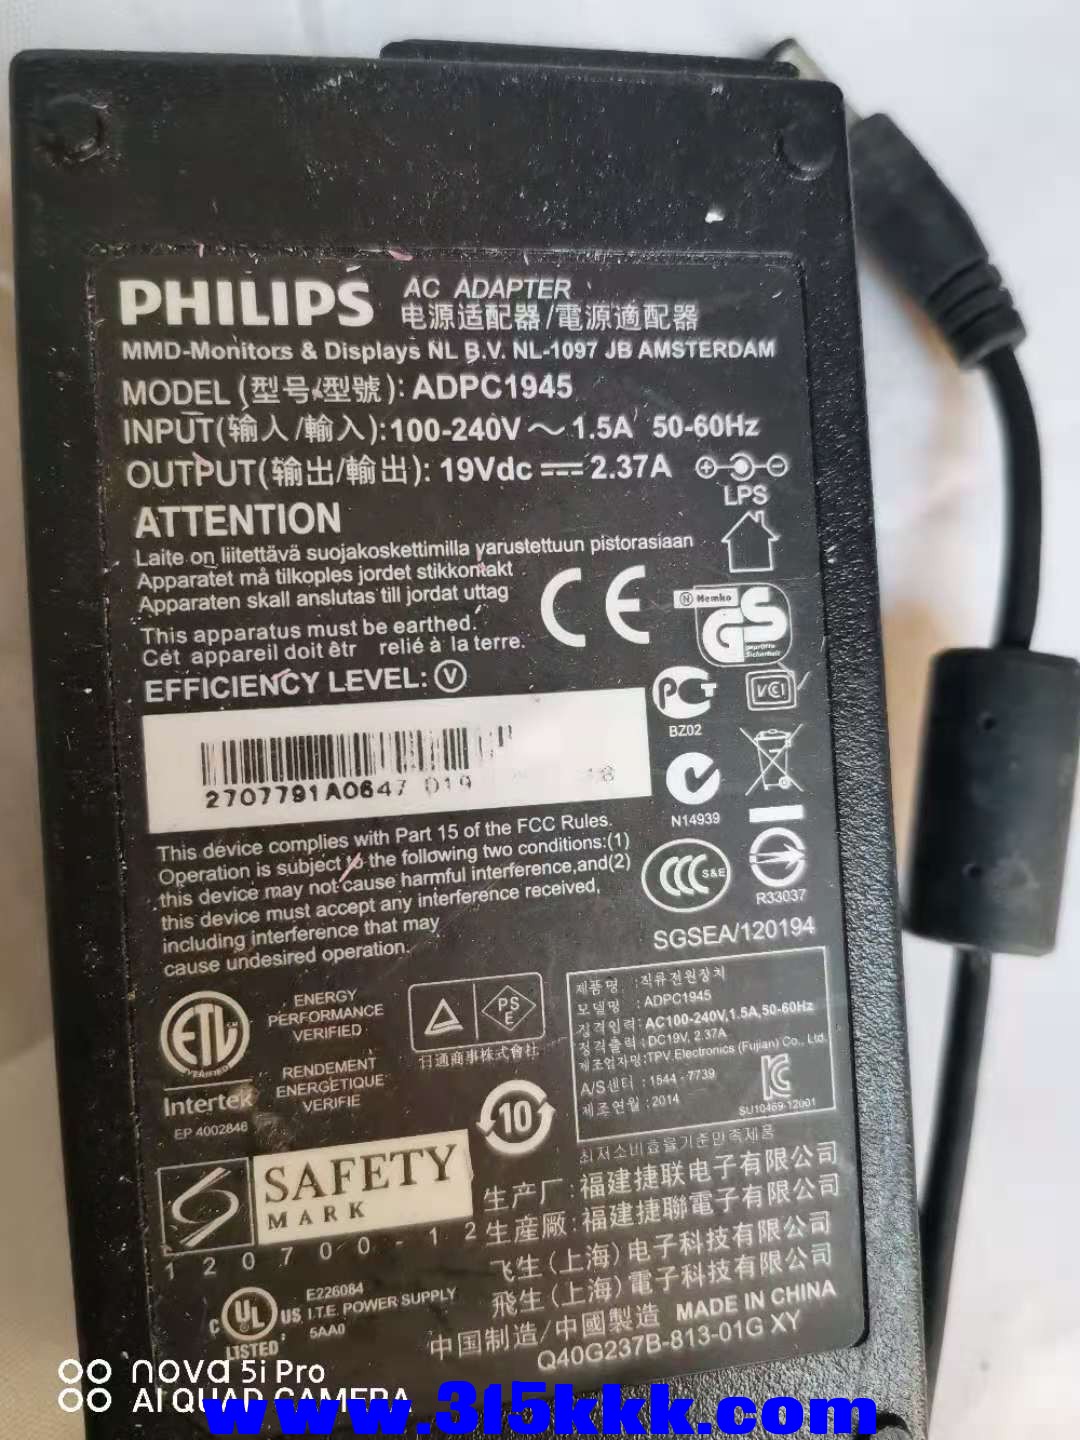 PHILIPS AC ADAPTER
电源适配器/電源適配器
MMD-Monitors & Displays NL B.V. NL-1097 JB AMSTERDAM
MODEL(型号/型號): ADPC1945
INPUT(输入/輸入):100-240V～1.5A 50-60Hz
OUTPUT(输出/輸出): 19Vdc 2.37A
LPS
ATTENTION
Laite on liitettävä suojakoskettimilla varustettuun pistorasiaan
Apparatet må tilkoples jordet stikkontakt
Apparaten skall anslutas till jordat uttag
This apparatus must be earthed.
Cét appareil doit êtr relié à la terre.
EFFICIENCY LEVEL: V
CE
N Nemko
GS
geprüfte
Sicherheit
PCT
BZ02
VCI
2707791A0647 019
N14939
This device complies with Part 15 of the FCC Rules.
Operation is subject to the following two conditions:(1)
this device may not cause harmful interference,and(2)
this device must accept any interference received,
including interference that may
cause undesired operation.
CCC S&E
R33037
SGSEA/120194
ETL CM
VERIFIED
Intertek
EP 4002846
ENERGY
PERFORMANCE
VERIFIED
RENDEMENT
ENERGETIQUE
VERIFIE
PS
E
日通商事株式會社
제품명 : 직류전원장치
모델명 : ADPC1945
정격입력: AC100-240V,1.5A,50-60Hz
정격출력: DC19V, 2.37A
제조업자명:TPV Electronics (Fujian) Co., Ltd.
A/S센터 : 1544-7739
제조연월 : 2014
SU10469-12001
최저소비효율기준만족제품
10
SAFETY
MARK
120700-12
生产厂: 福建捷联电子有限公司
生産廠: 福建捷聯電子有限公司
飞生(上海)电子科技有限公司
飛生(上海)電子科技有限公司
中国制造/中國製造 MADE IN CHINA
Q40G237B-813-01G XY
C UL US
LISTED
E226084
I.T.E. POWER SUPPLY
5AA0
nova 5i Pro
AI QUAD CAMERA
www.315kkk.com